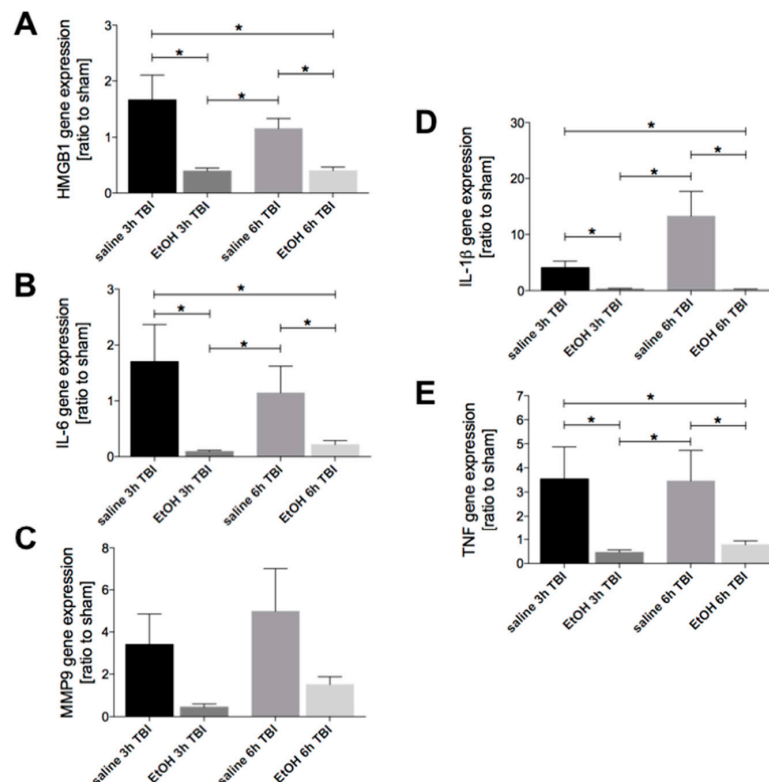 A
HMGB1 gene expression
[ratio to sham]
3
2
1
0
* * * *
saline 3h TBI
EtOH 3h TBI
saline 6h TBI
EtOH 6h TBI
B
IL-6 gene expression
[ratio to sham]
3
2
1
0
* * * *
saline 3h TBI
EtOH 3h TBI
saline 6h TBI
EtOH 6h TBI
C
MMP9 gene expression
[ratio to sham]
8
6
4
2
0
saline 3h TBI
EtOH 3h TBI
saline 6h TBI
EtOH 6h TBI
D
IL-1β gene expression
[ratio to sham]
30
20
10
0
* * * *
saline 3h TBI
EtOH 3h TBI
saline 6h TBI
EtOH 6h TBI
E
TNF gene expression
[ratio to sham]
7
6
5
4
3
2
1
0
* * * *
saline 3h TBI
EtOH 3h TBI
saline 6h TBI
EtOH 6h TBI